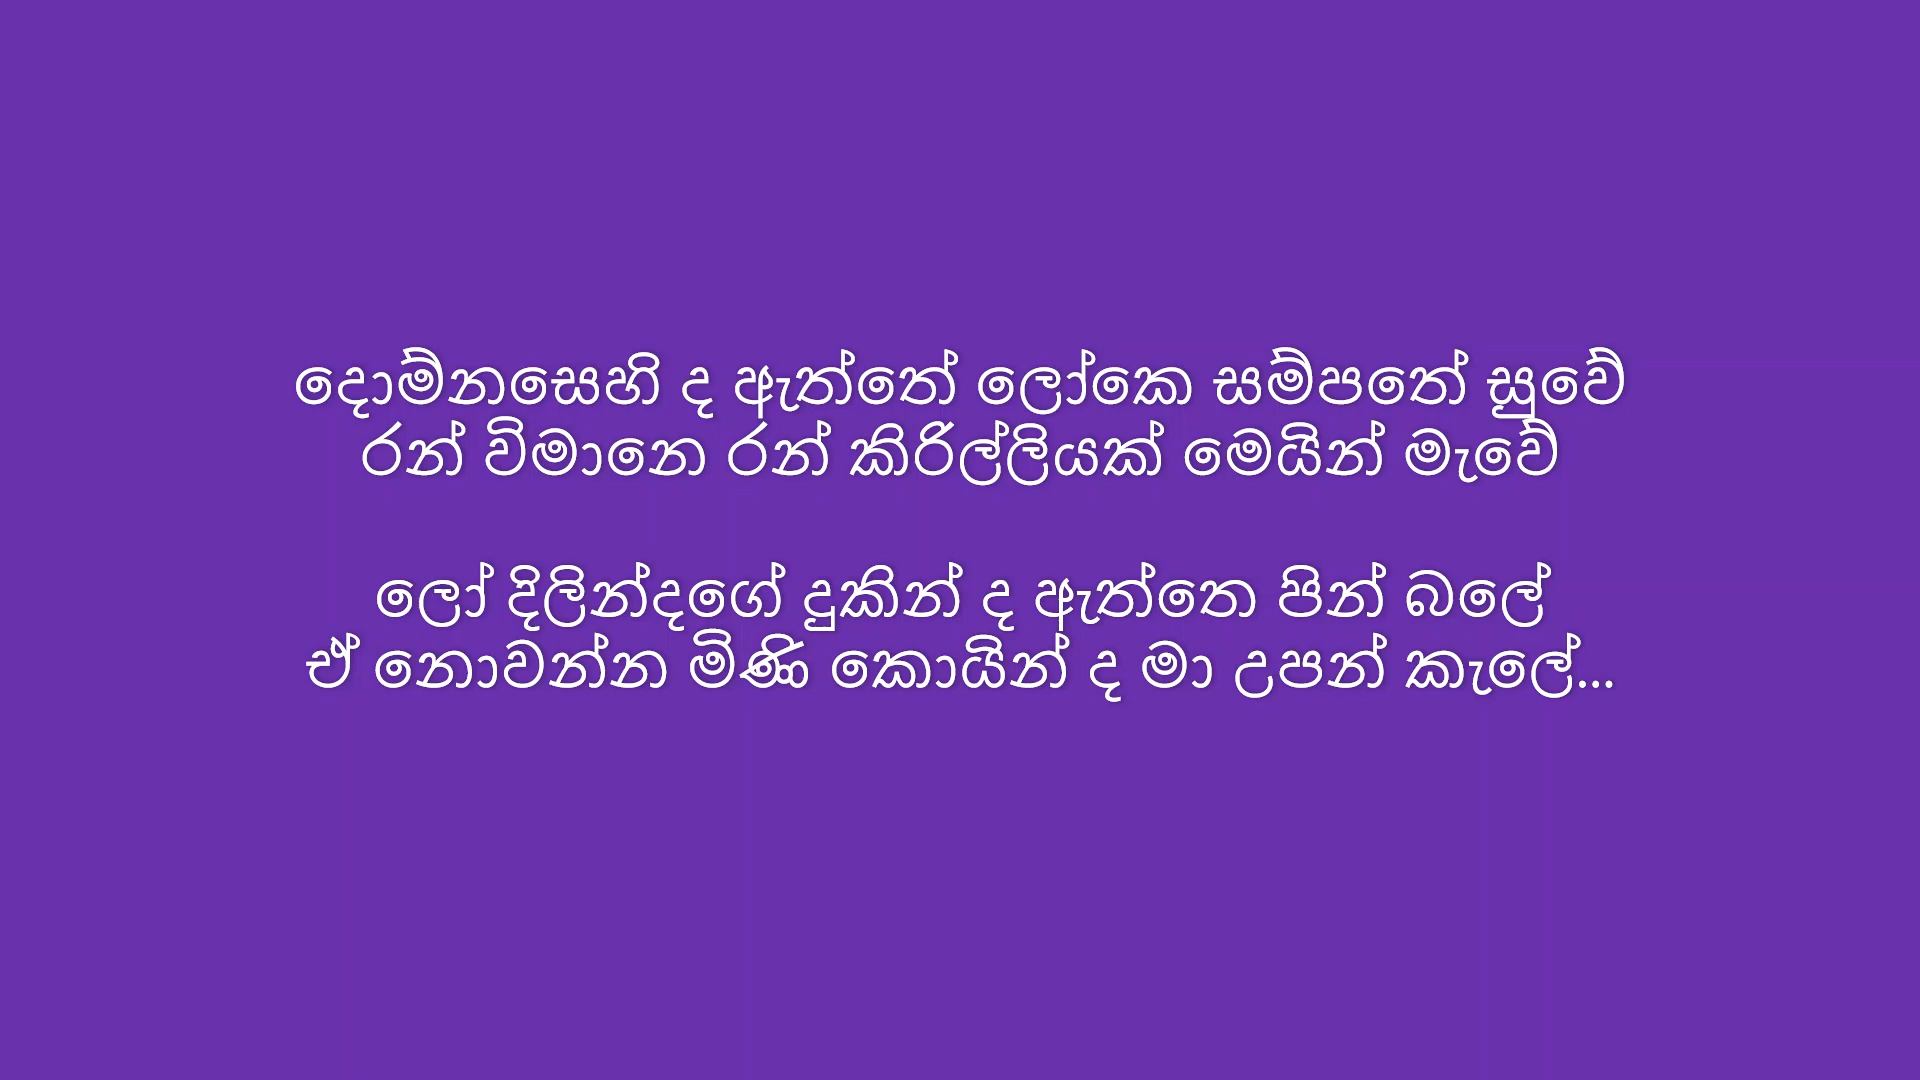 දොම්නසෙහි ද ඇත්තේ ලෝකෙ සම්පතේ සුවේ
රන් විමානෙ රන් කිරිල්ලියක් මෙයින් මැවේ
ලෝ දිලින්දගේ දුකින් ද ඇත්තෙ පින් බලේ
ඒ නොවන්න මිණි කොයින් ද මා උපන් කැලේ...